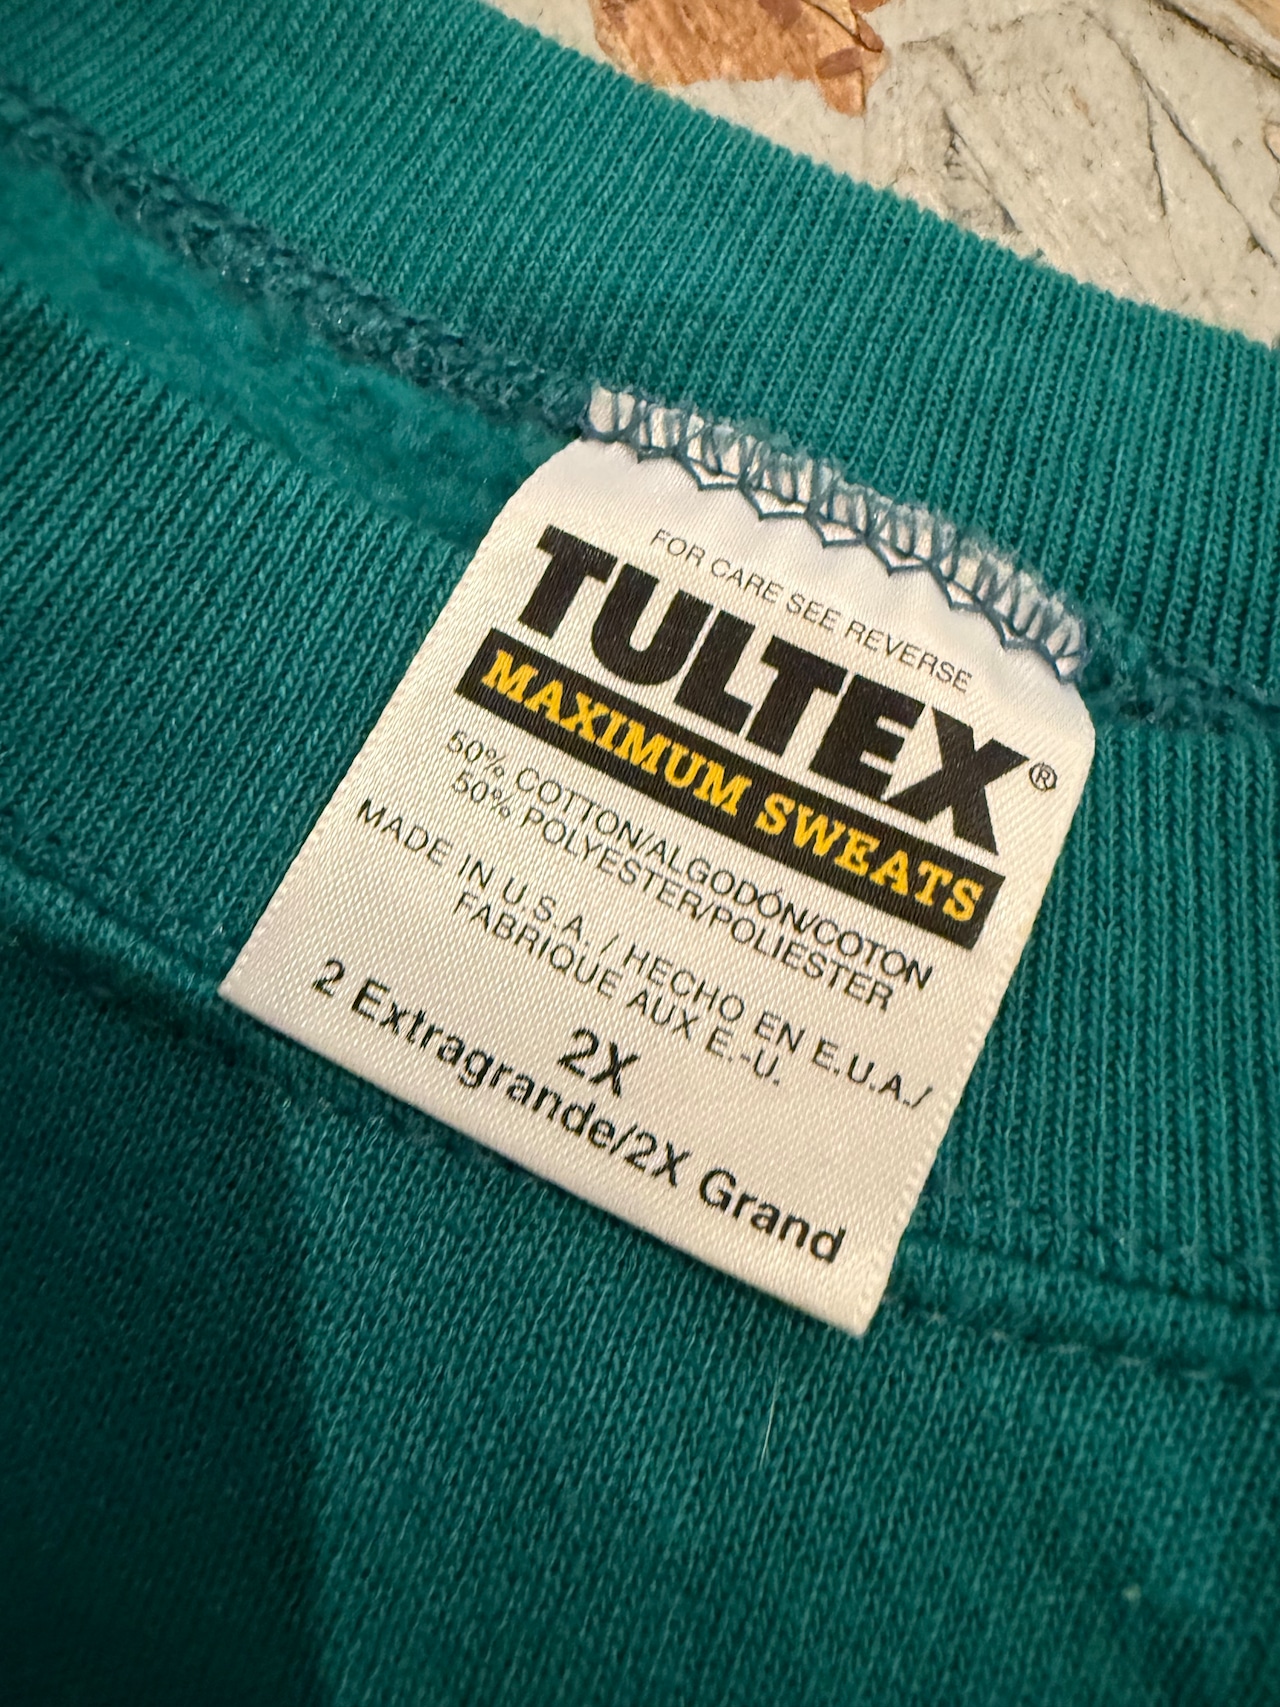 FOR CARE SEE REVERSE
TULTEX®
MAXIMUM SWEATS
50% COTTON/ALGODÓN/COTON
50% POLYESTER/POLIESTER
MADE IN U.S.A. / HECHO EN E.U.A./
FABRIQUE AUX E.-U.
2X
2 Extragrande/2X Grand